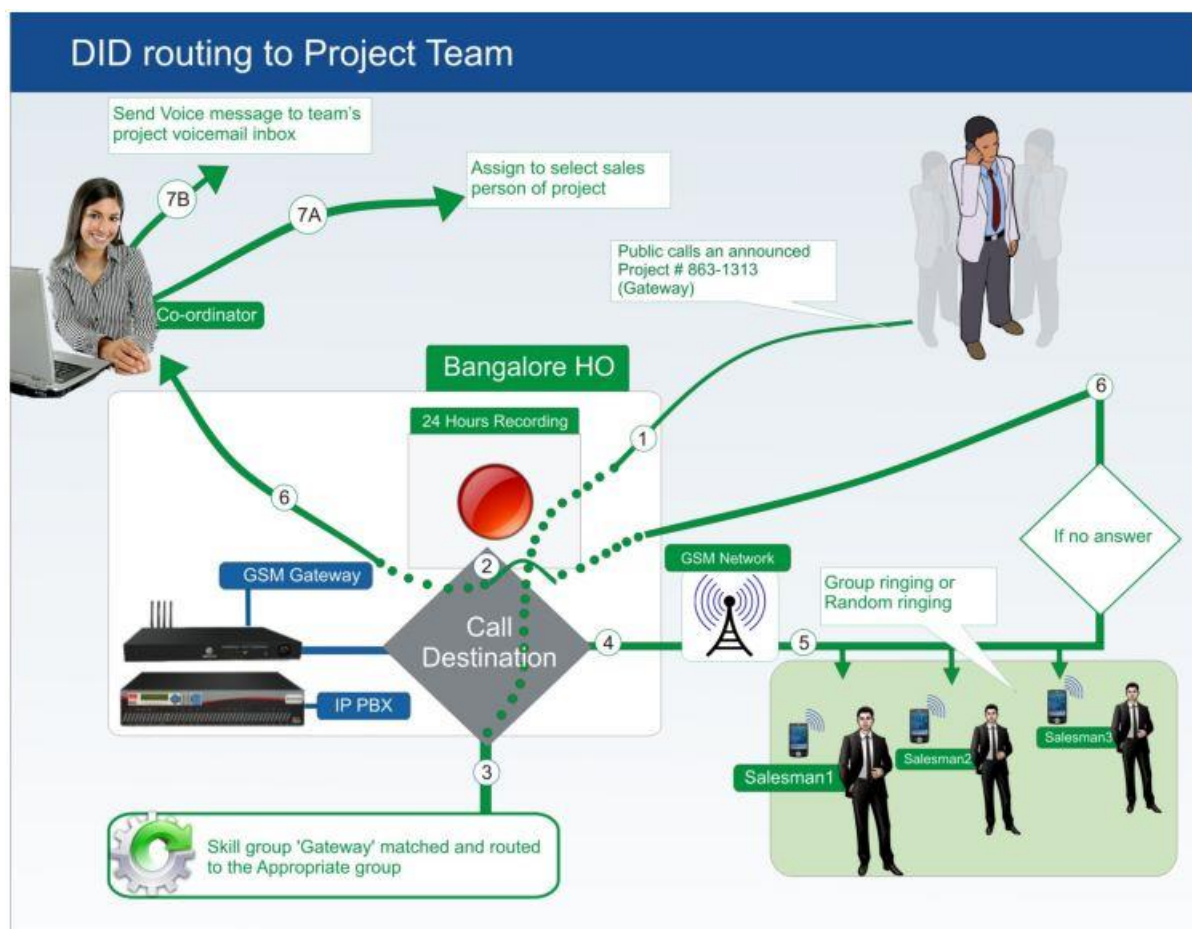 DID routing to Project Team
Send Voice message to team's
project voicemail inbox
7B
Assign to select sales
person of project
7A
Public calls an announced
Project # 863-1313
(Gateway)
Co-ordinator
Bangalore HO
24 Hours Recording
1
6
6
If no answer
2
GSM Gateway
GSM Network
Group ringing or
Random ringing
Call
Destination
4
5
IP PBX
Salesman1
Salesman2
Salesman3
3
Skill group 'Gateway' matched and routed
to the Appropriate group